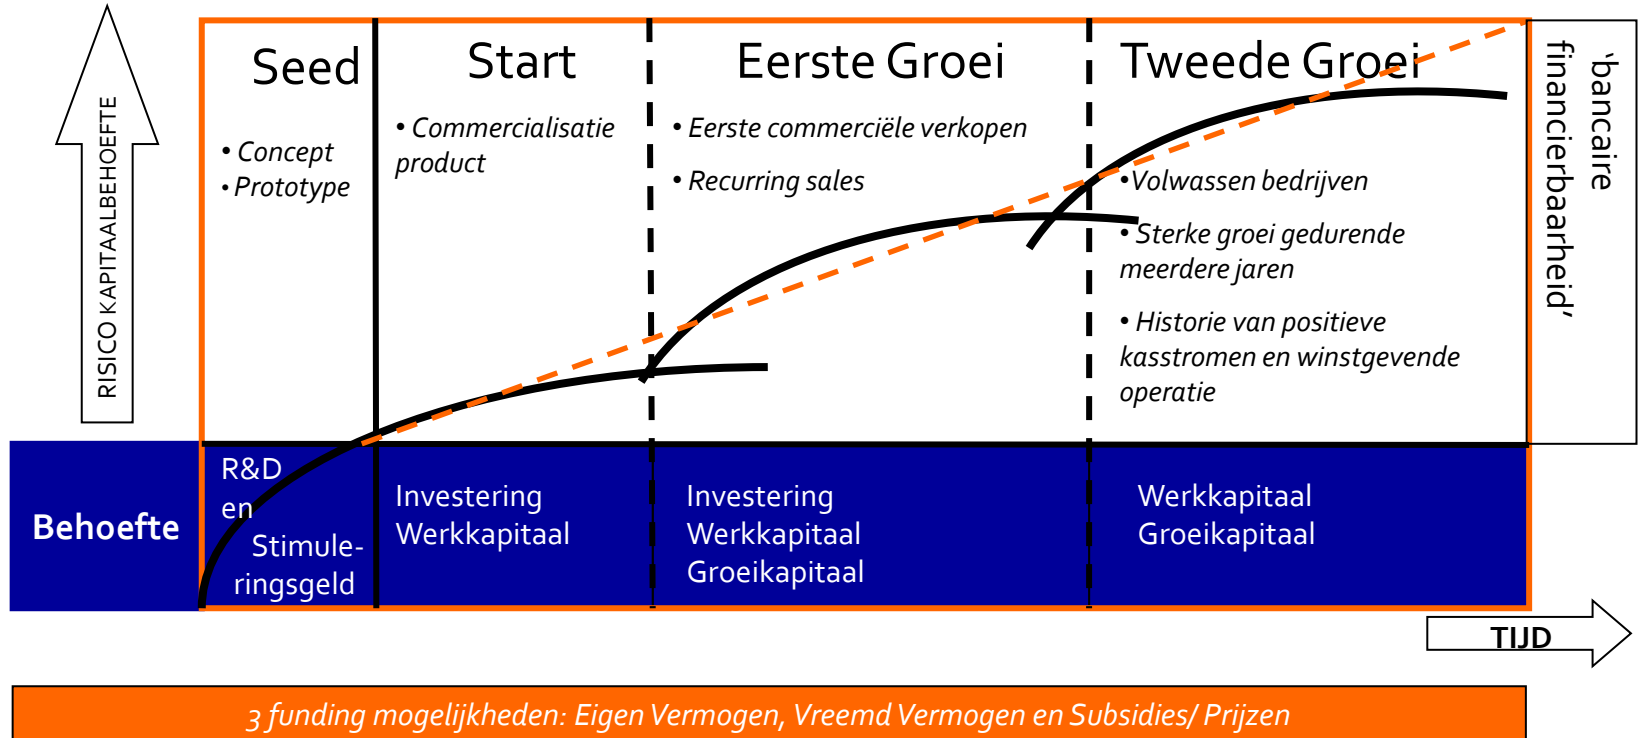 RISICO KAPITAALBEHOEFTE
Seed
• Concept
• Prototype
Start
• Commercialisatie
product
Eerste Groei
• Eerste commerciële verkopen
• Recurring sales
Tweede Groei
•Volwassen bedrijven
• Sterke groei gedurende
meerdere jaren
• Historie van positieve
kasstromen en winstgevende
operatie
'bancaire
financierbaarheid'
Behoefte
R&D
en
Stimule-
ringsgeld
Investering
Werkkapitaal
Investering
Werkkapitaal
Groeikapitaal
Werkkapitaal
Groeikapitaal
TIJD
3 funding mogelijkheden: Eigen Vermogen, Vreemd Vermogen en Subsidies/ Prijzen